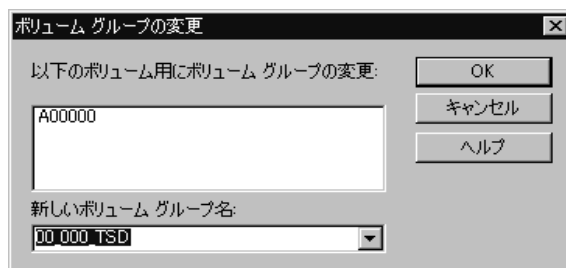 ボリューム グループの変更
以下のボリューム用にボリューム グループの変更:
A00000
新しいボリューム グループ名:
00_000_TSD
OK
キャンセル
ヘルプ